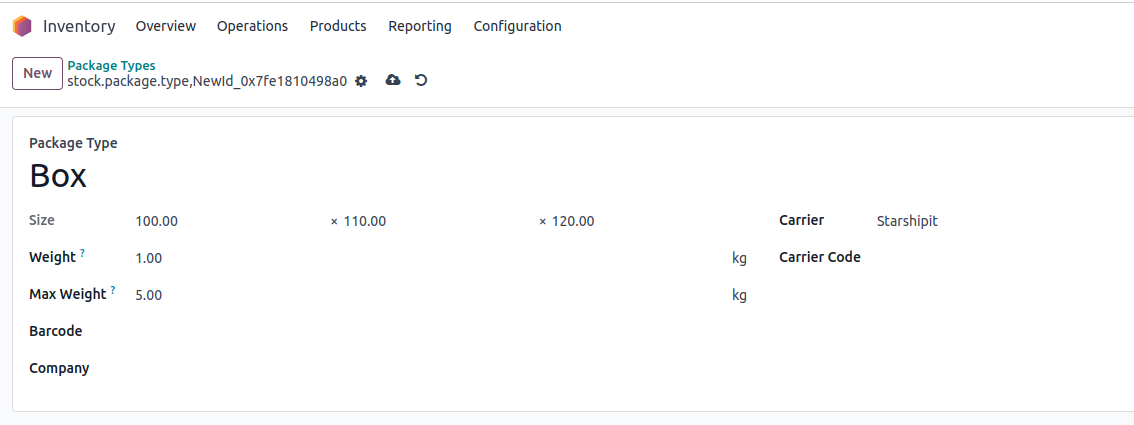 Inventory Overview Operations Products Reporting Configuration
New
Package Types
stock.package.type,NewId_0x7fe1810498a0
Package Type
Box
Size 100.00 × 110.00 × 120.00 Carrier Starshipit
Weight ? 1.00 kg Carrier Code
Max Weight ? 5.00 kg
Barcode
Company